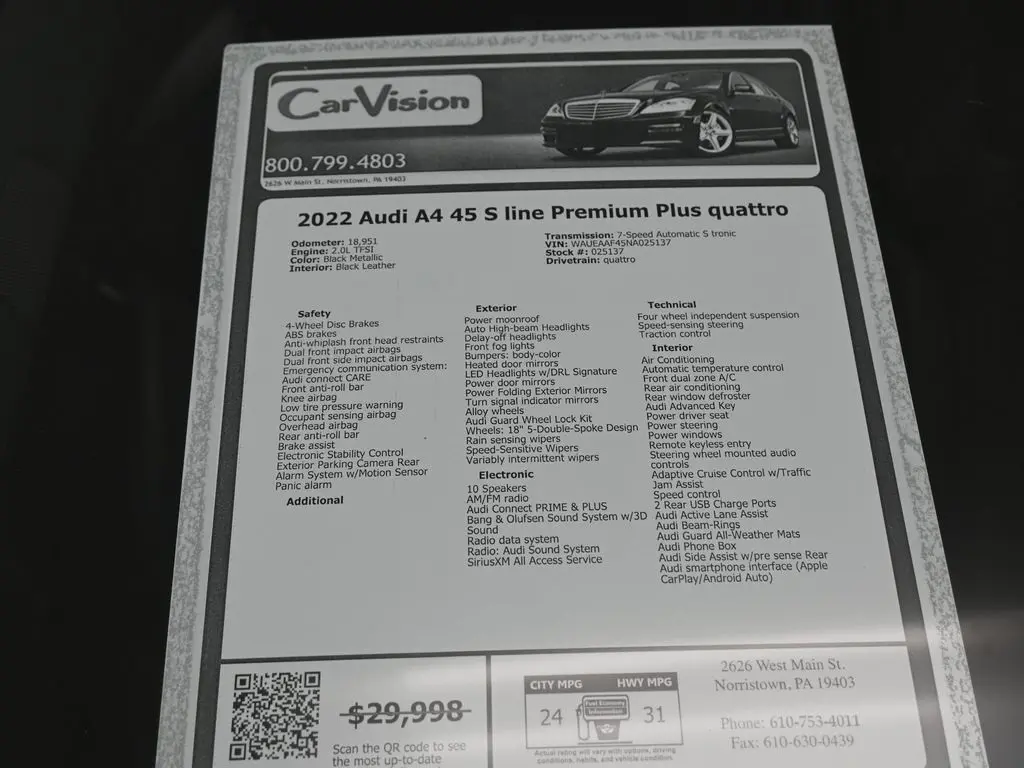 CarVision
800.799.4803
2626 W Main St. Norristown, PA 19403
2022 Audi A4 45 S line Premium Plus quattro
Odometer: 18,951
Engine: 2.0L TFSI
Color: Black Metallic
Interior: Black Leather
Transmission: 7-Speed Automatic S tronic
VIN: WAUEAAF45NA025137
Stock #: 025137
Drivetrain: quattro
Safety
4-Wheel Disc Brakes
ABS brakes
Anti-whiplash front head restraints
Dual front impact airbags
Dual front side impact airbags
Emergency communication system:
Audi connect CARE
Front anti-roll bar
Knee airbag
Low tire pressure warning
Occupant sensing airbag
Overhead airbag
Rear anti-roll bar
Brake assist
Electronic Stability Control
Exterior Parking Camera Rear
Alarm System w/Motion Sensor
Panic alarm
Additional
Exterior
Power moonroof
Auto High-beam Headlights
Delay-off headlights
Front fog lights
Bumpers: body-color
Heated door mirrors
LED Headlights w/DRL Signature
Power door mirrors
Power Folding Exterior Mirrors
Turn signal indicator mirrors
Alloy wheels
Audi Guard Wheel Lock Kit
Wheels: 18" 5-Double-Spoke Design
Rain sensing wipers
Speed-Sensitive Wipers
Variably intermittent wipers
Electronic
10 Speakers
AM/FM radio
Audi Connect PRIME & PLUS
Bang & Olufsen Sound System w/3D
Sound
Radio data system
Radio: Audi Sound System
SiriusXM All Access Service
Technical
Four wheel independent suspension
Speed-sensing steering
Traction control
Interior
Air Conditioning
Automatic temperature control
Front dual zone A/C
Rear air conditioning
Rear window defroster
Audi Advanced Key
Power driver seat
Power steering
Power windows
Remote keyless entry
Steering wheel mounted audio
controls
Adaptive Cruise Control w/Traffic
Jam Assist
Speed control
2 Rear USB Charge Ports
Audi Active Lane Assist
Audi Beam-Rings
Audi Guard All-Weather Mats
Audi Phone Box
Audi Side Assist w/pre sense Rear
Audi smartphone interface (Apple
CarPlay/Android Auto)
$29,998
Scan the QR code to see
the most up-to-date
CITY MPG HWY MPG
24
Fuel Economy
Information
31
Actual rating will vary with options, driving
conditions, habits, and vehicle condition.
2626 West Main St.
Norristown, PA 19403
Phone: 610-753-4011
Fax: 610-630-0439